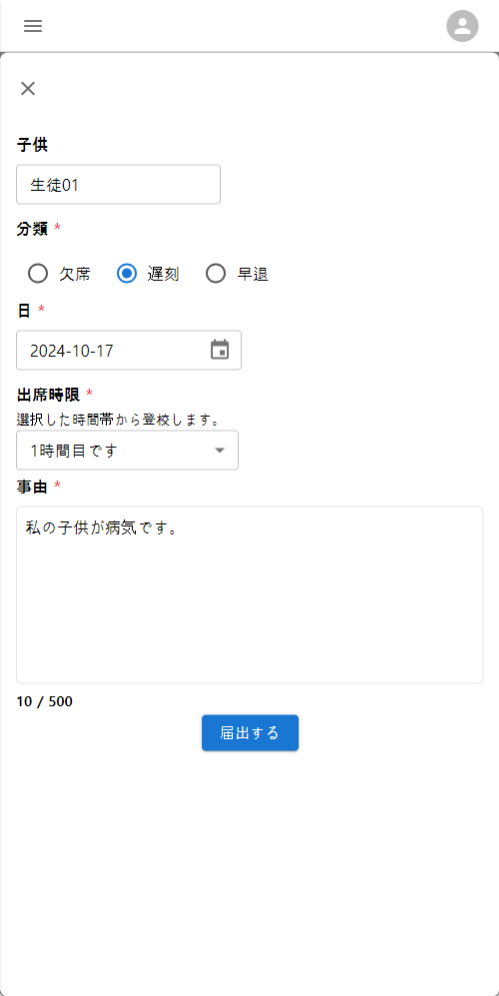 子供
生徒01
分類 *
欠席 遅刻 早退
日 *
2024-10-17
出席時限 *
選択した時間帯から登校します。
1時間目です
事由 *
私の子供が病気です。
10 / 500
届出する